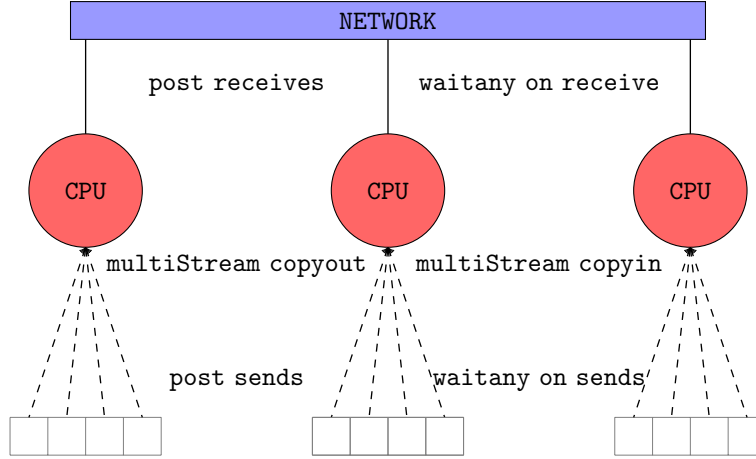 NETWORK
post receives
waitany on receive
CPU
CPU
CPU
multiStream copyout
multiStream copyin
post sends
waitany on sends